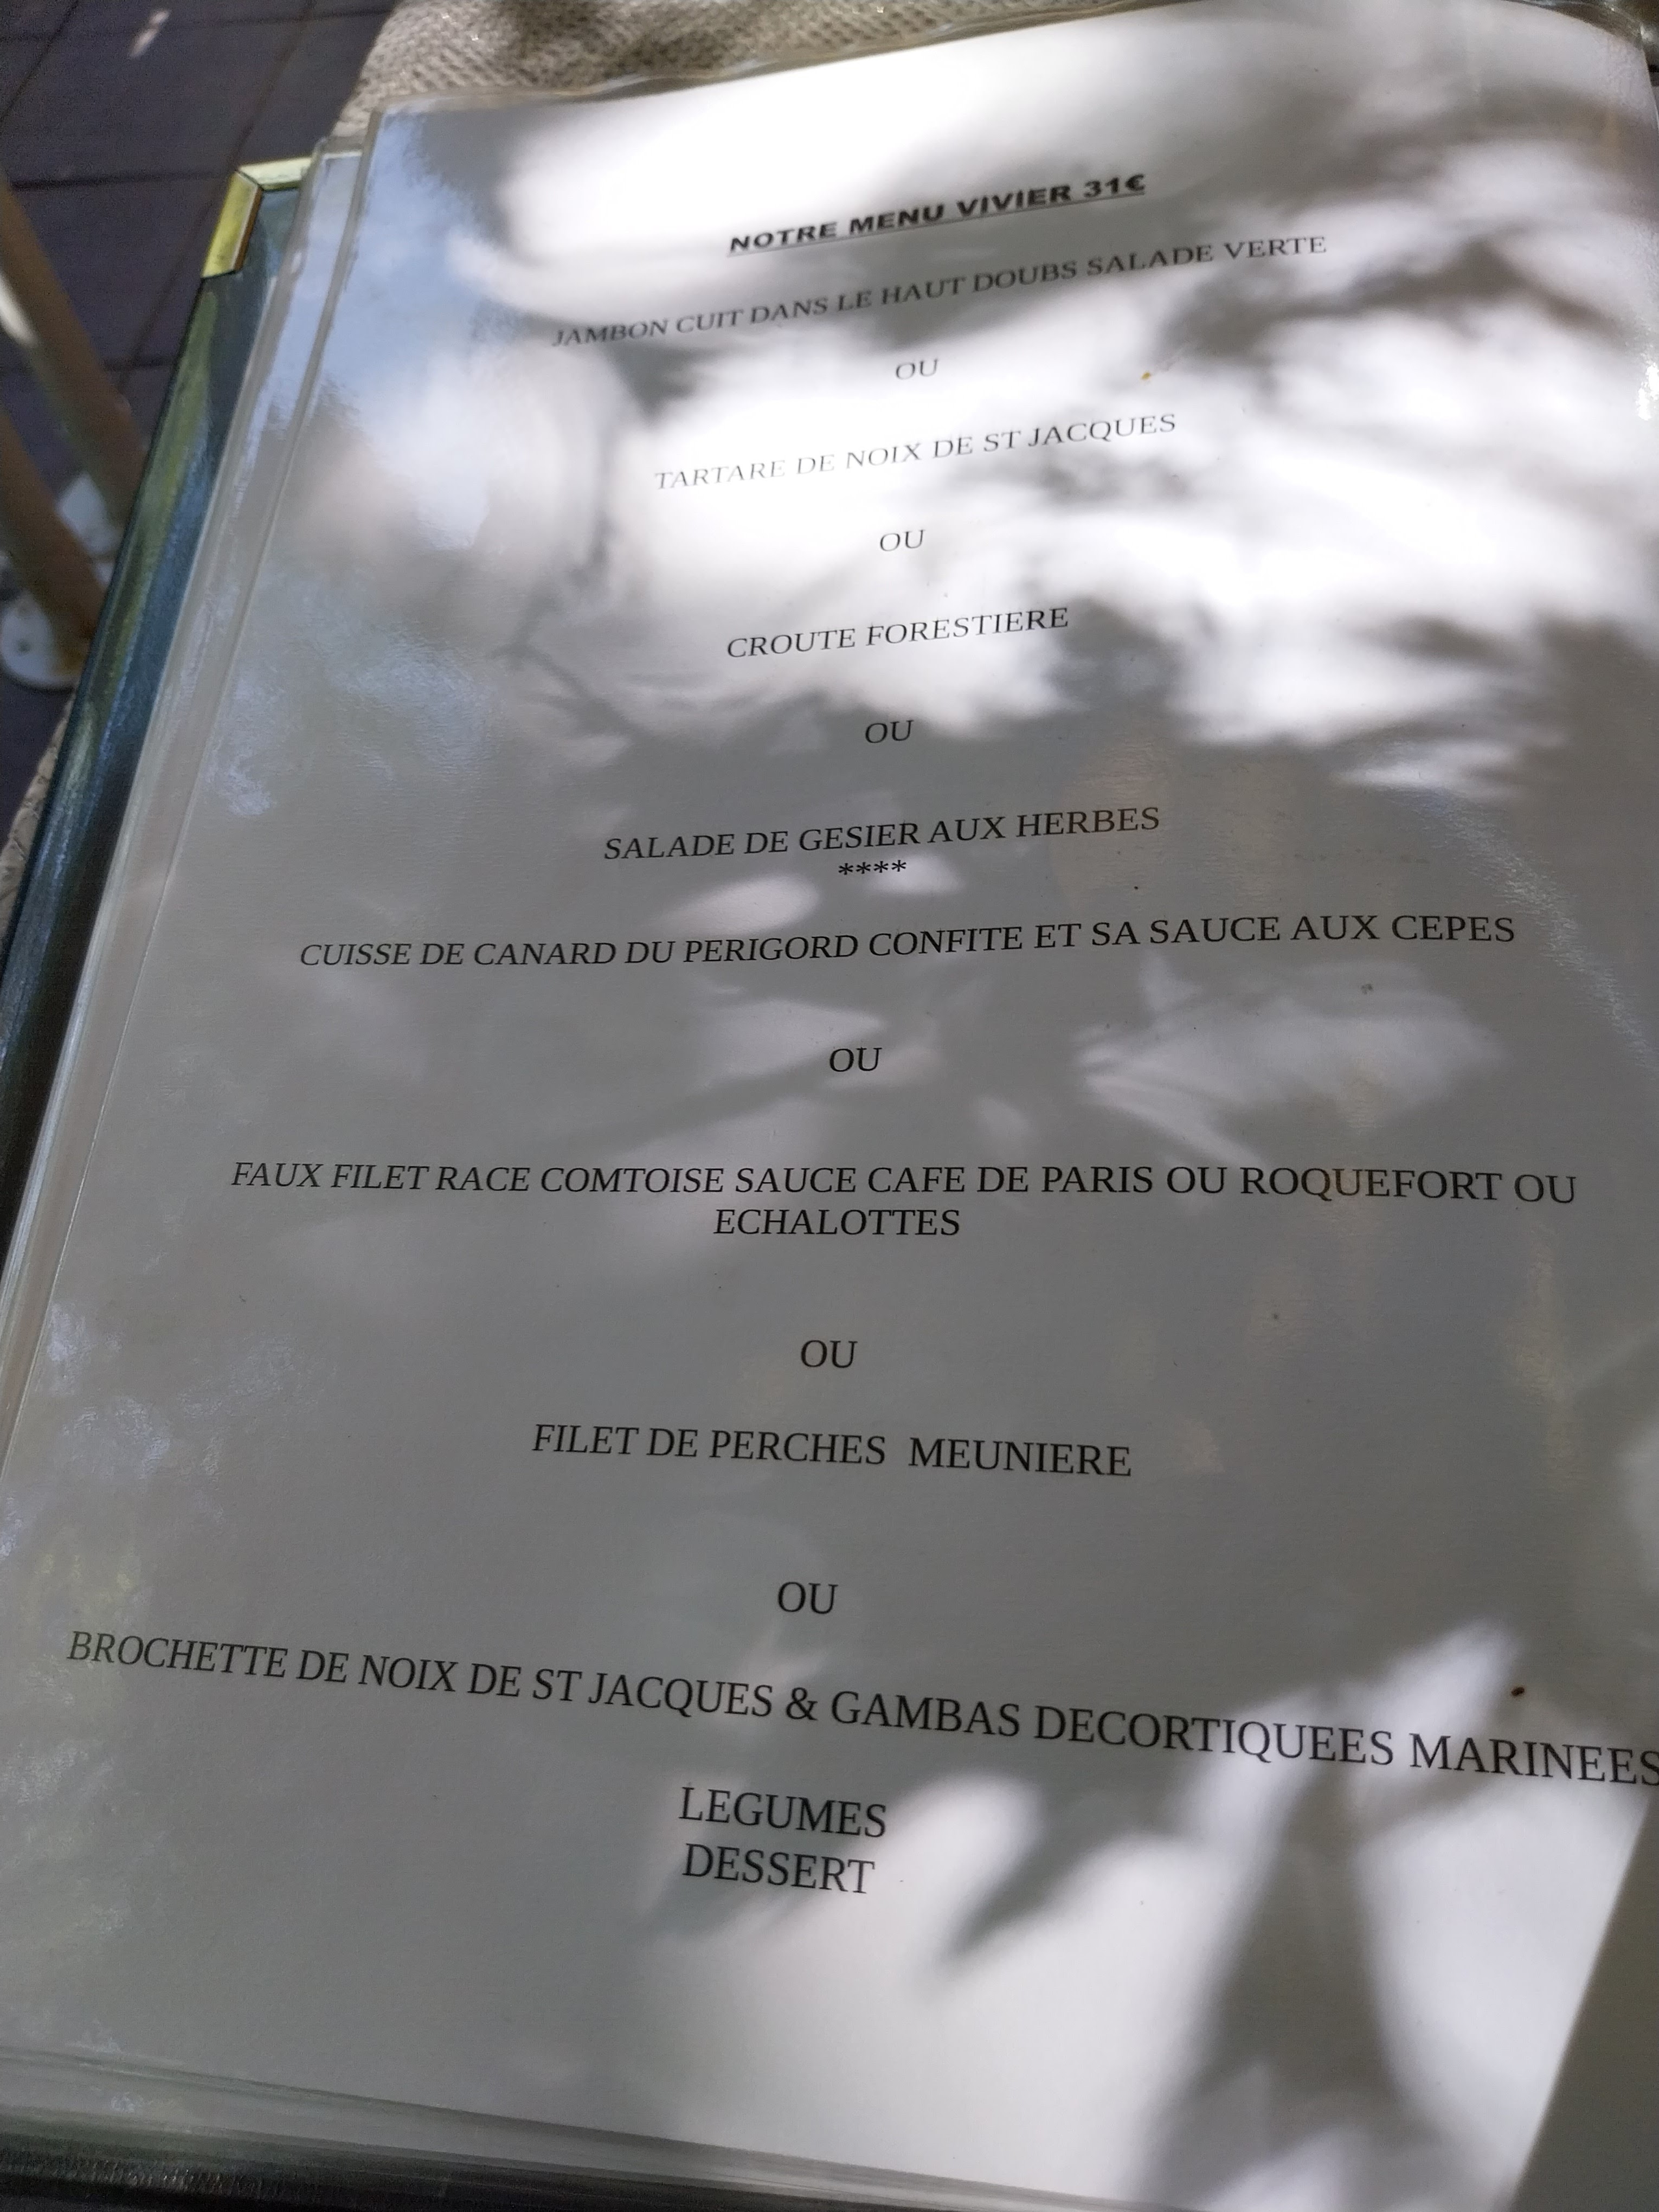 NOTRE MENU VIVIER 31€
JAMBON CUIT DANS LE HAUT DOUBS SALADE VERTE
OU
TARTARE DE NOIX DE ST JACQUES
OU
CROUTE FORESTIERE
OU
SALADE DE GESIER AUX HERBES
****
CUISSE DE CANARD DU PERIGORD CONFITE ET SA SAUCE AUX CEPES
OU
FAUX FILET RACE COMTOISE SAUCE CAFE DE PARIS OU ROQUEFORT OU
ECHALOTTES
OU
FILET DE PERCHES MEUNIERE
OU
BROCHETTE DE NOIX DE ST JACQUES & GAMBAS DECORTIQUEES MARINEES
LEGUMES
DESSERT